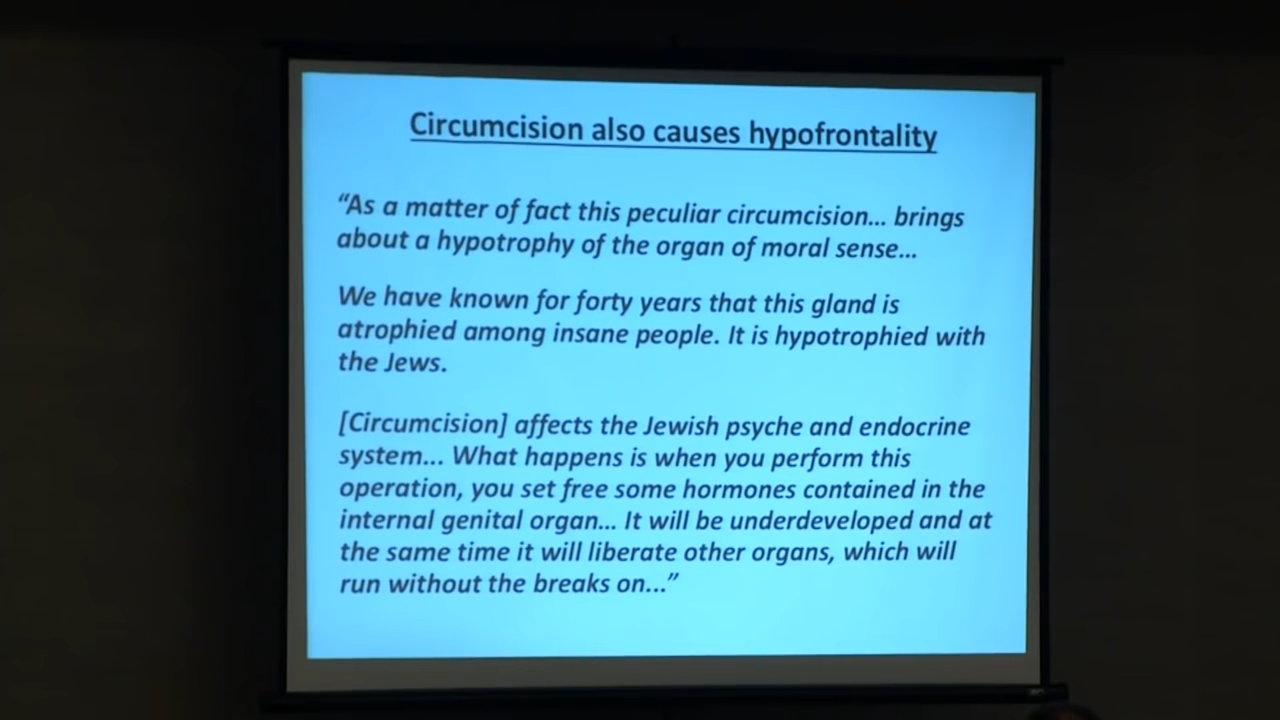 Circumcision also causes hypofrontality
“As a matter of fact this peculiar circumcision... brings
about a hypotrophy of the organ of moral sense...
We have known for forty years that this gland is
atrophied among insane people. It is hypotrophied with
the Jews.
[Circumcision] affects the Jewish psyche and endocrine
system... What happens is when you perform this
operation, you set free some hormones contained in the
internal genital organ... It will be underdeveloped and at
the same time it will liberate other organs, which will
run without the breaks on...”